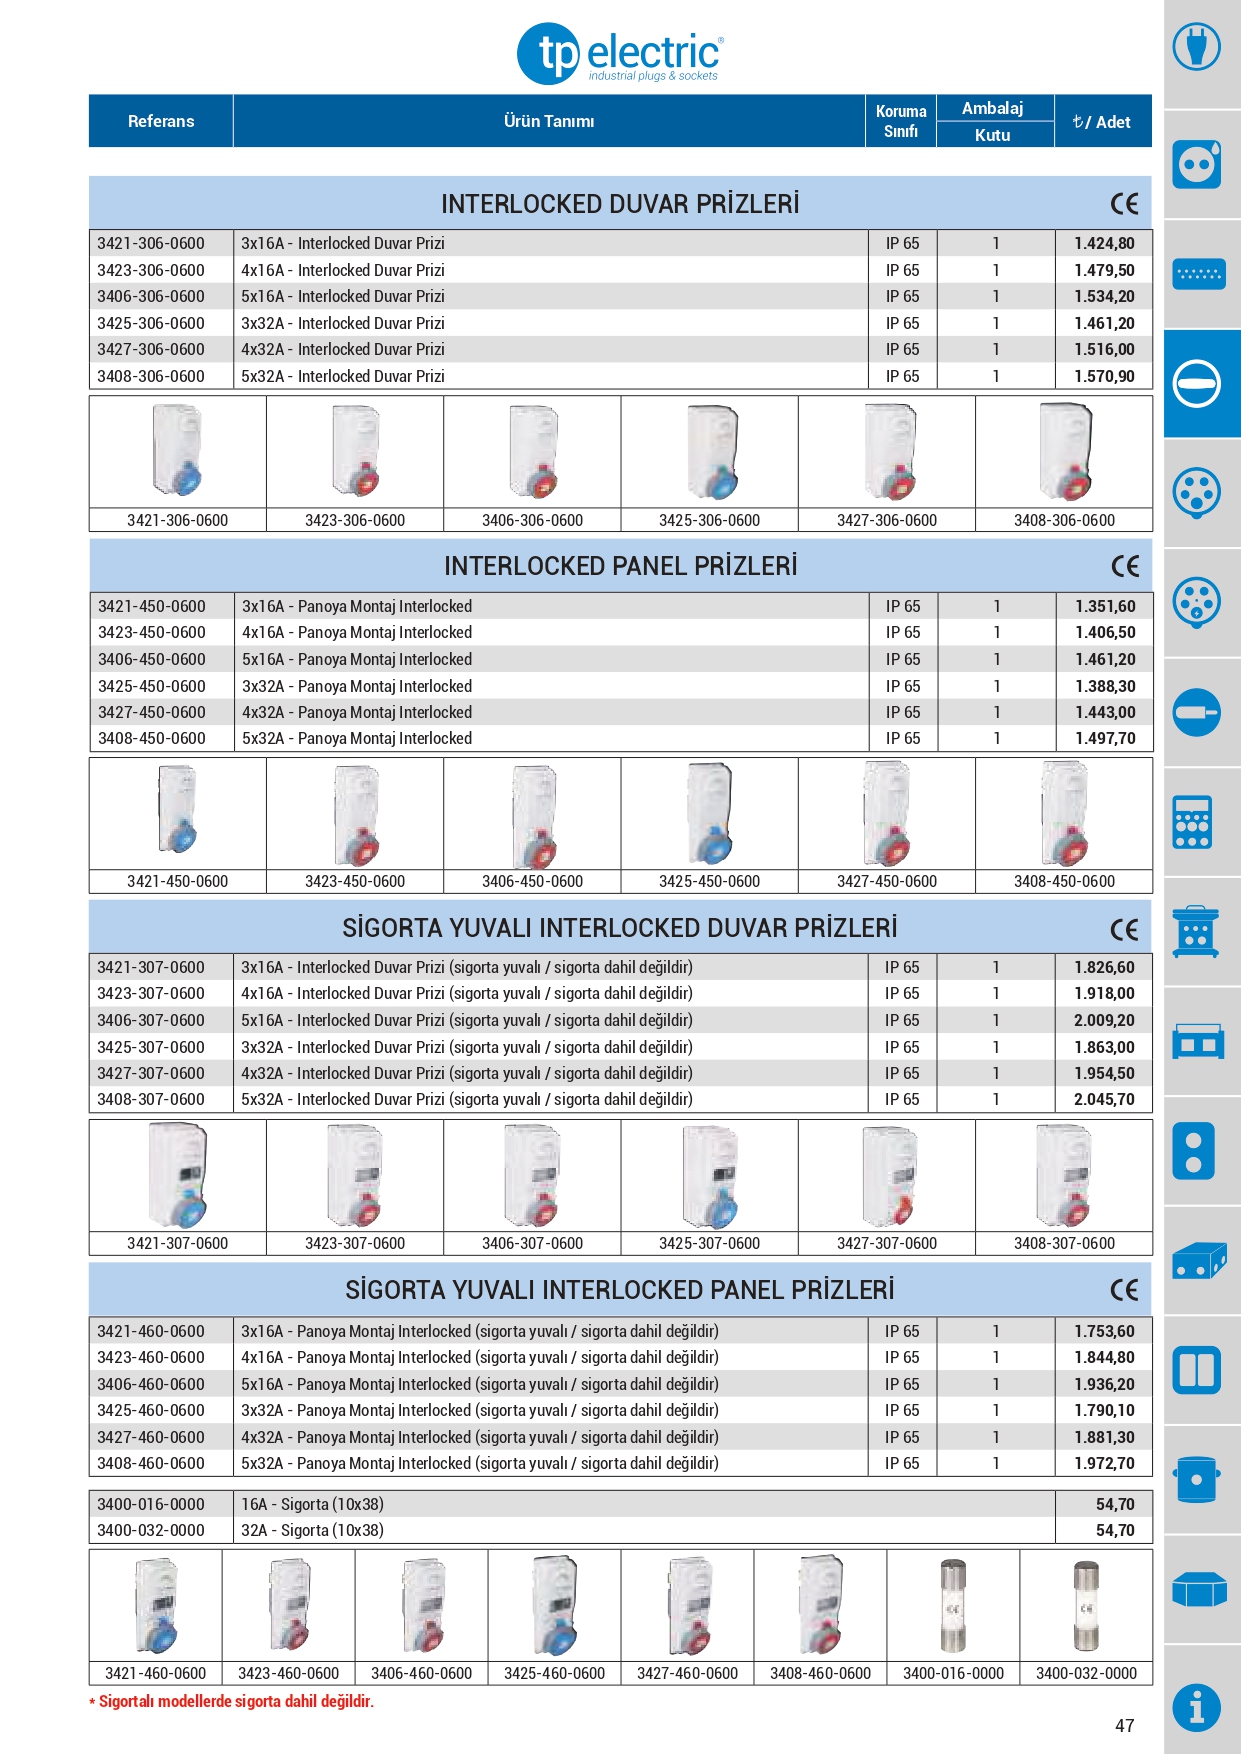 tp electric®
industrial plugs & sockets
Referans Ürün Tanımı Koruma Sınıfı Ambalaj Kutu ₺/ Adet
INTERLOCKED DUVAR PRİZLERİ CE
3421-306-0600 3x16A - Interlocked Duvar Prizi IP 65 1 1.424,80
3423-306-0600 4x16A - Interlocked Duvar Prizi IP 65 1 1.479,50
3406-306-0600 5x16A - Interlocked Duvar Prizi IP 65 1 1.534,20
3425-306-0600 3x32A - Interlocked Duvar Prizi IP 65 1 1.461,20
3427-306-0600 4x32A - Interlocked Duvar Prizi IP 65 1 1.516,00
3408-306-0600 5x32A - Interlocked Duvar Prizi IP 65 1 1.570,90
3421-306-0600 3423-306-0600 3406-306-0600 3425-306-0600 3427-306-0600 3408-306-0600
INTERLOCKED PANEL PRİZLERİ CE
3421-450-0600 3x16A - Panoya Montaj Interlocked IP 65 1 1.351,60
3423-450-0600 4x16A - Panoya Montaj Interlocked IP 65 1 1.406,50
3406-450-0600 5x16A - Panoya Montaj Interlocked IP 65 1 1.461,20
3425-450-0600 3x32A - Panoya Montaj Interlocked IP 65 1 1.388,30
3427-450-0600 4x32A - Panoya Montaj Interlocked IP 65 1 1.443,00
3408-450-0600 5x32A - Panoya Montaj Interlocked IP 65 1 1.497,70
3421-450-0600 3423-450-0600 3406-450-0600 3425-450-0600 3427-450-0600 3408-450-0600
SİGORTA YUVALI INTERLOCKED DUVAR PRİZLERİ CE
3421-307-0600 3x16A - Interlocked Duvar Prizi (sigorta yuvalı / sigorta dahil değildir) IP 65 1 1.826,60
3423-307-0600 4x16A - Interlocked Duvar Prizi (sigorta yuvalı / sigorta dahil değildir) IP 65 1 1.918,00
3406-307-0600 5x16A - Interlocked Duvar Prizi (sigorta yuvalı / sigorta dahil değildir) IP 65 1 2.009,20
3425-307-0600 3x32A - Interlocked Duvar Prizi (sigorta yuvalı / sigorta dahil değildir) IP 65 1 1.863,00
3427-307-0600 4x32A - Interlocked Duvar Prizi (sigorta yuvalı / sigorta dahil değildir) IP 65 1 1.954,50
3408-307-0600 5x32A - Interlocked Duvar Prizi (sigorta yuvalı / sigorta dahil değildir) IP 65 1 2.045,70
3421-307-0600 3423-307-0600 3406-307-0600 3425-307-0600 3427-307-0600 3408-307-0600
SİGORTA YUVALI INTERLOCKED PANEL PRİZLERİ CE
3421-460-0600 3x16A - Panoya Montaj Interlocked (sigorta yuvalı / sigorta dahil değildir) IP 65 1 1.753,60
3423-460-0600 4x16A - Panoya Montaj Interlocked (sigorta yuvalı / sigorta dahil değildir) IP 65 1 1.844,80
3406-460-0600 5x16A - Panoya Montaj Interlocked (sigorta yuvalı / sigorta dahil değildir) IP 65 1 1.936,20
3425-460-0600 3x32A - Panoya Montaj Interlocked (sigorta yuvalı / sigorta dahil değildir) IP 65 1 1.790,10
3427-460-0600 4x32A - Panoya Montaj Interlocked (sigorta yuvalı / sigorta dahil değildir) IP 65 1 1.881,30
3408-460-0600 5x32A - Panoya Montaj Interlocked (sigorta yuvalı / sigorta dahil değildir) IP 65 1 1.972,70
3400-016-0000 16A - Sigorta (10x38) 54,70
3400-032-0000 32A - Sigorta (10x38) 54,70
CE CE
3421-460-0600 3423-460-0600 3406-460-0600 3425-460-0600 3427-460-0600 3408-460-0600 3400-016-0000 3400-032-0000
* Sigortalı modellerde sigorta dahil değildir.
47